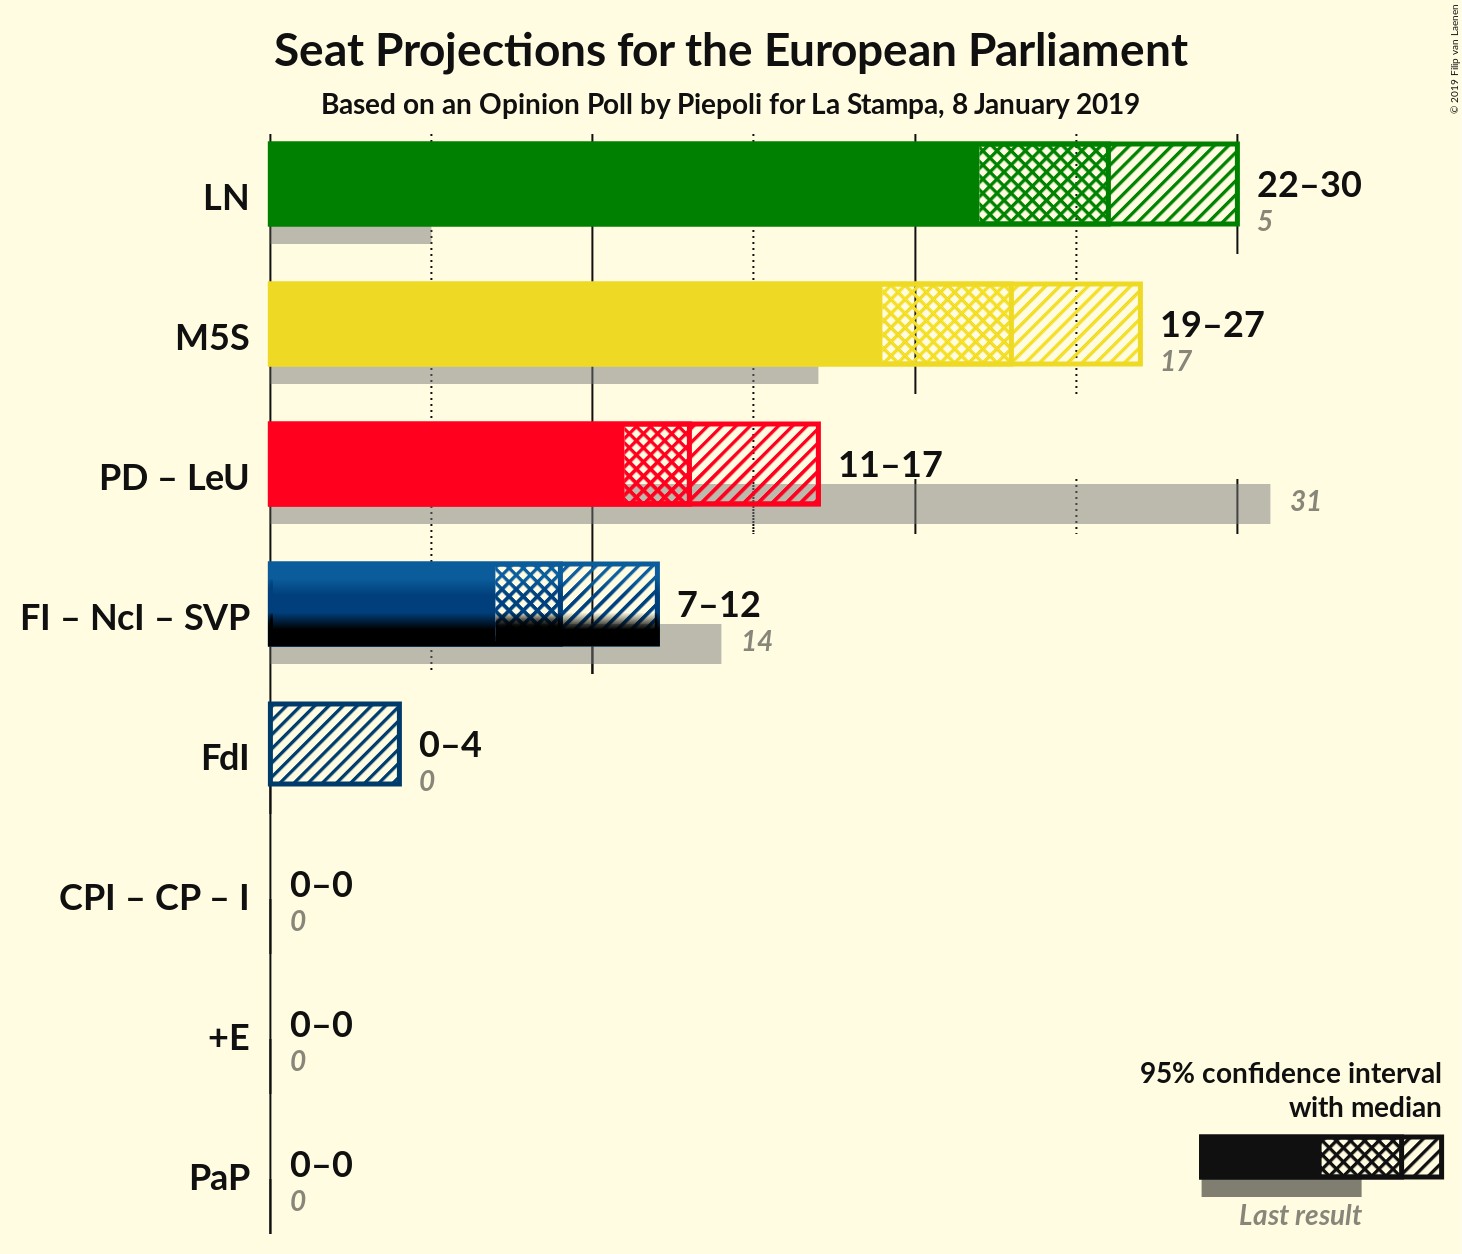 Seat Projections for the European Parliament
Based on an Opinion Poll by Piepoli for La Stampa, 8 January 2019
© 2019 Filip van Laenen
LN
22–30
5
M5S
19–27
17
PD – LeU
11–17
31
FI – NcI – SVP
7–12
14
FdI
0–4
0
CPI – CP – I
0–0
0
+E
0–0
0
PaP
0–0
0
95% confidence interval
with median
Last result